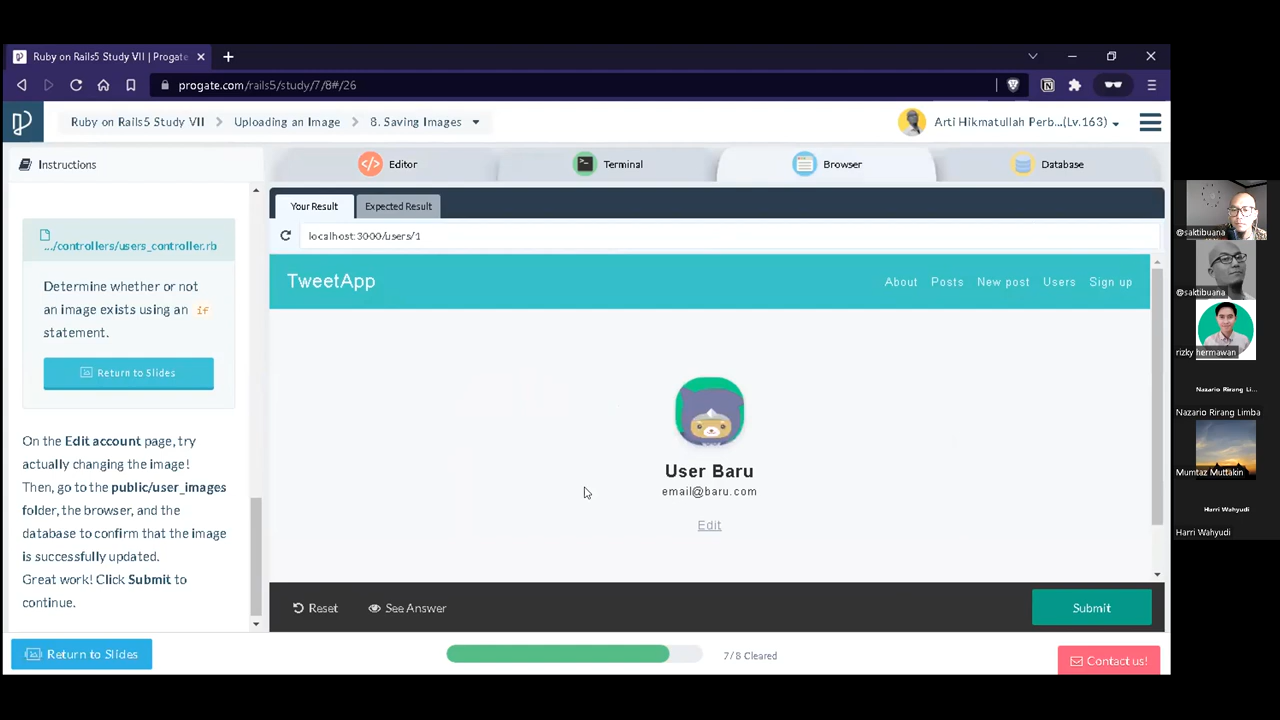 Ruby on Rails5 Study VII | Progate
progate.com/rails5/study/7/8#/26
Ruby on Rails5 Study VII
Uploading an Image
8. Saving Images
Arti Hikmatullah Perb...(Lv.163)
Instructions
Editor
Terminal
Browser
Database
Your Result
Expected Result
localhost:3000/users/1
.../controllers/users_controller.rb
Determine whether or not
an image exists using an if
statement.
Return to Slides
On the Edit account page, try
actually changing the image!
Then, go to the public/user_images
folder, the browser, and the
database to confirm that the image
is successfully updated.
Great work! Click Submit to
continue.
TweetApp
About
Posts
New post
Users
Sign up
User Baru
email@baru.com
Edit
Reset
See Answer
Submit
Return to Slides
7/8 Cleared
Contact us!
@saktibuana
@saktibuana
rizky hermawan
Nazario Rirang Li...
Nazario Rirang Limba
Mumtaz Muttakin
Harri Wahyudi
Harri Wahyudi